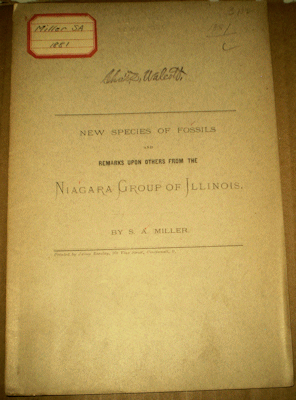 Miller SA
1881
NEW SPECIES OF FOSSILS
AND
REMARKS UPON OTHERS FROM THE
NIAGARA GROUP OF ILLINOIS.
BY S. A. MILLER.